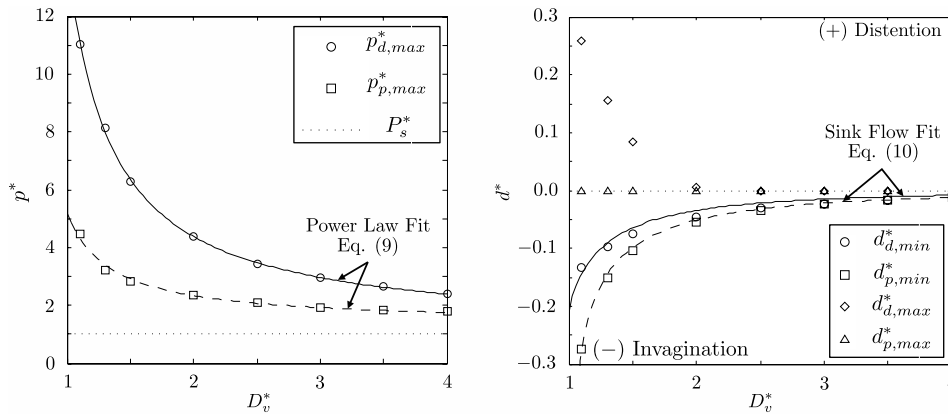 12
10
8
6
4
2
0
p*
1
2
3
4
D*v
p*d,max
p*p,max
P*s
Power Law Fit
Eq. (9)
0.3
0.2
0.1
0.0
−0.1
−0.2
−0.3
d*
1
2
3
D*v
(+) Distention
Sink Flow Fit
Eq. (10)
(−) Invagination
d*d,min
d*p,min
d*d,max
d*p,max